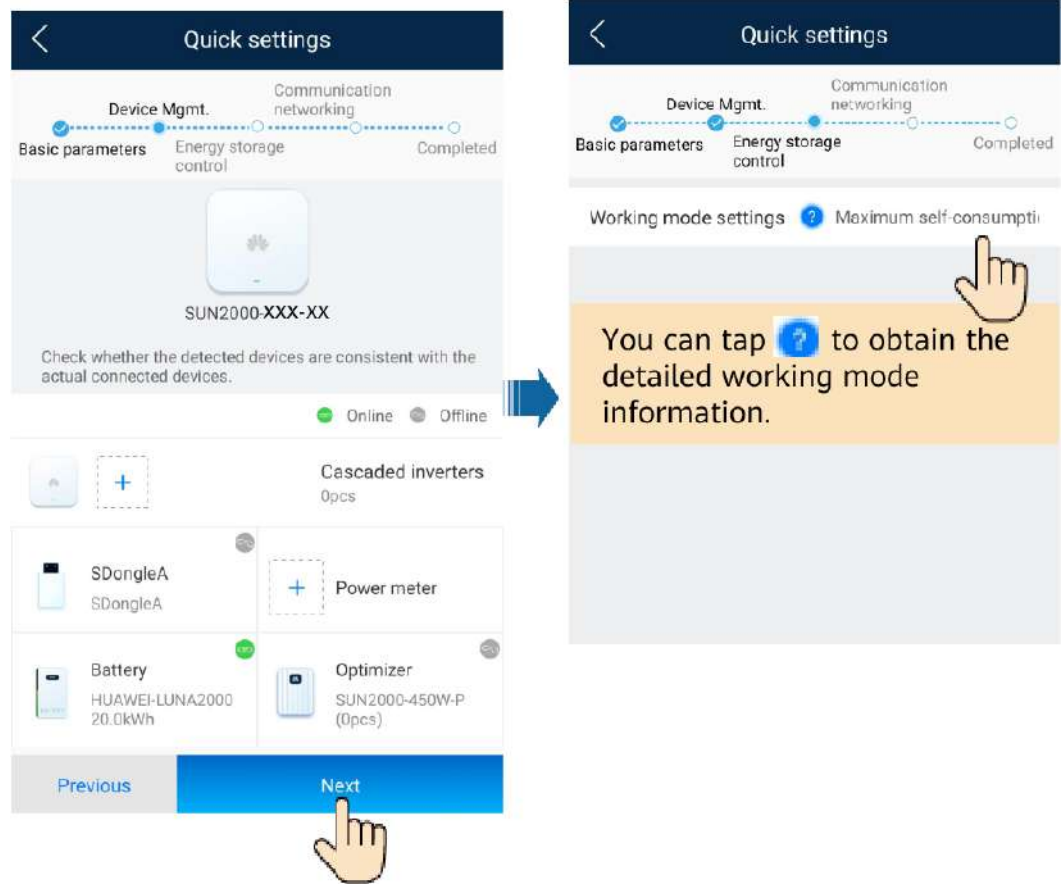 Quick settings
Communication
Device Mgmt. networking
Basic parameters Energy storage Completed
control
SUN2000-XXX-XX
Check whether the detected devices are consistent with the
actual connected devices.
Online Offline
Cascaded inverters
0pcs
SDongleA
SDongleA
Power meter
Battery
HUAWEI-LUNA2000
20.0kWh
Optimizer
SUN2000-450W-P
(0pcs)
Previous Next
Quick settings
Communication
Device Mgmt. networking
Basic parameters Energy storage Completed
control
Working mode settings ? Maximum self-consumpti
You can tap ? to obtain the
detailed working mode
information.